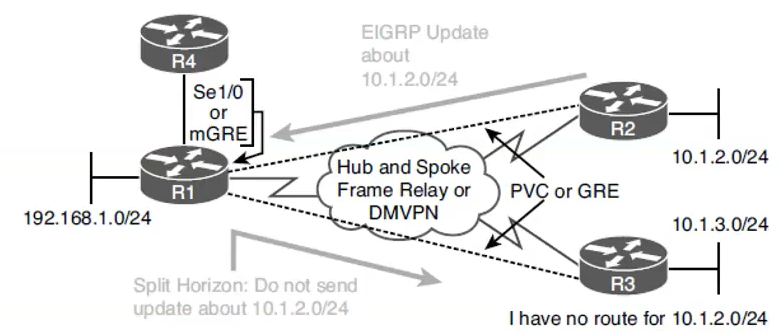 EIGRP Update
about
10.1.2.0/24
R4
Se1/0
or
mGRE
R2
10.1.2.0/24
Hub and Spoke
Frame Relay or
DMVPN
PVC or GRE
R1
192.168.1.0/24
10.1.3.0/24
R3
Split Horizon: Do not send
update about 10.1.2.0/24
I have no route for 10.1.2.0/24